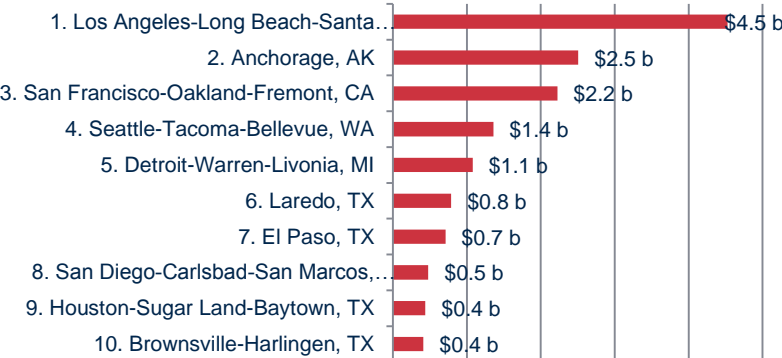 1. Los Angeles-Long Beach-Santa… $4.5 b
2. Anchorage, AK $2.5 b
3. San Francisco-Oakland-Fremont, CA $2.2 b
4. Seattle-Tacoma-Bellevue, WA $1.4 b
5. Detroit-Warren-Livonia, MI $1.1 b
6. Laredo, TX $0.8 b
7. El Paso, TX $0.7 b
8. San Diego-Carlsbad-San Marcos,… $0.5 b
9. Houston-Sugar Land-Baytown, TX $0.4 b
10. Brownsville-Harlingen, TX $0.4 b